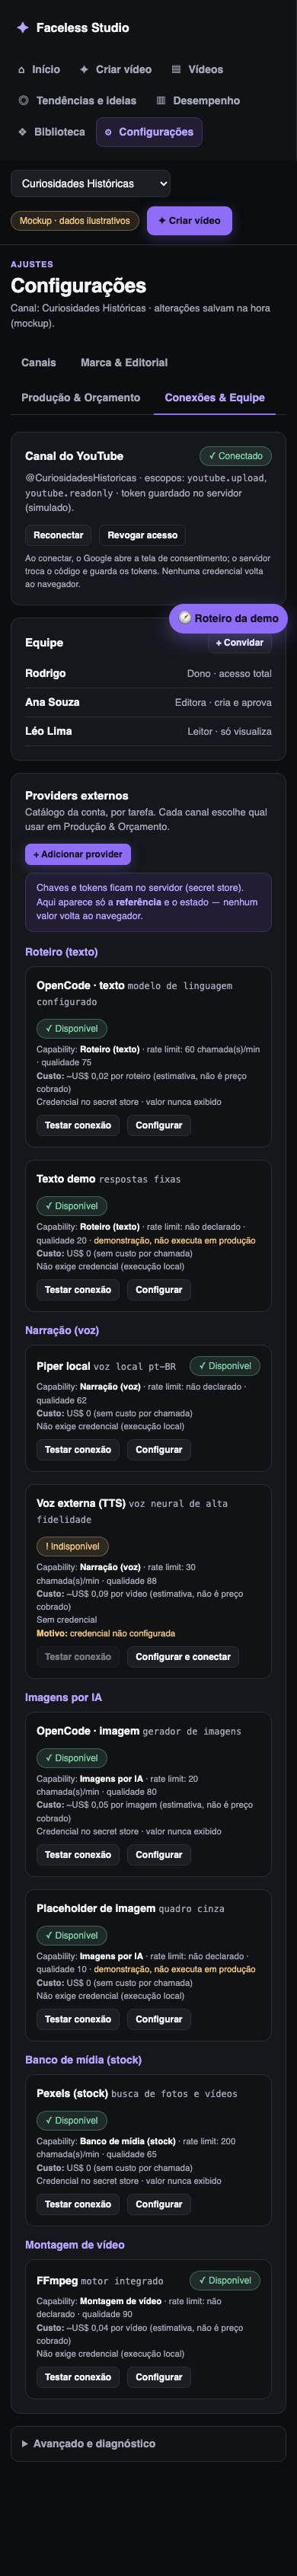 ✦ Faceless Studio
⌂ Início ✦ Criar vídeo ▤ Vídeos
◎ Tendências e ideias ▥ Desempenho
❖ Biblioteca ⚙ Configurações
Curiosidades Históricas
Mockup · dados ilustrativos ✦ Criar vídeo
AJUSTES
Configurações
Canal: Curiosidades Históricas · alterações salvam na hora
(mockup).
Canais Marca & Editorial
Produção & Orçamento Conexões & Equipe
Canal do YouTube ✓ Conectado
@CuriosidadesHistoricas · escopos: youtube.upload,
youtube.readonly · token guardado no servidor
(simulado).
Reconectar Revogar acesso
Ao conectar, o Google abre a tela de consentimento; o servidor
troca o código e guarda os tokens. Nenhuma credencial volta
ao navegador.
🧭 Roteiro da demo
Equipe + Convidar
Rodrigo Dono · acesso total
Ana Souza Editora · cria e aprova
Léo Lima Leitor · só visualiza
Providers externos
Catálogo da conta, por tarefa. Cada canal escolhe qual
usar em Produção & Orçamento.
+ Adicionar provider
Chaves e tokens ficam no servidor (secret store).
Aqui aparece só a referência e o estado — nenhum
valor volta ao navegador.
Roteiro (texto)
OpenCode · texto modelo de linguagem
configurado
✓ Disponível
Capability: Roteiro (texto) · rate limit: 60 chamada(s)/min
· qualidade 75
Custo: ~US$ 0,02 por roteiro (estimativa, não é preço
cobrado)
Credencial no secret store · valor nunca exibido
Testar conexão Configurar
Texto demo respostas fixas
✓ Disponível
Capability: Roteiro (texto) · rate limit: não declarado ·
qualidade 20 · demonstração, não executa em produção
Custo: US$ 0 (sem custo por chamada)
Não exige credencial (execução local)
Testar conexão Configurar
Narração (voz)
Piper local voz local pt-BR ✓ Disponível
Capability: Narração (voz) · rate limit: não declarado ·
qualidade 62
Custo: US$ 0 (sem custo por chamada)
Não exige credencial (execução local)
Testar conexão Configurar
Voz externa (TTS) voz neural de alta
fidelidade
! Indisponível
Capability: Narração (voz) · rate limit: 30
chamada(s)/min · qualidade 88
Custo: ~US$ 0,09 por vídeo (estimativa, não é preço
cobrado)
Sem credencial
Motivo: credencial não configurada
Testar conexão Configurar e conectar
Imagens por IA
OpenCode · imagem gerador de imagens
✓ Disponível
Capability: Imagens por IA · rate limit: 20
chamada(s)/min · qualidade 80
Custo: ~US$ 0,05 por imagem (estimativa, não é preço
cobrado)
Credencial no secret store · valor nunca exibido
Testar conexão Configurar
Placeholder de imagem quadro cinza
✓ Disponível
Capability: Imagens por IA · rate limit: não declarado ·
qualidade 10 · demonstração, não executa em produção
Custo: US$ 0 (sem custo por chamada)
Não exige credencial (execução local)
Testar conexão Configurar
Banco de mídia (stock)
Pexels (stock) busca de fotos e vídeos
✓ Disponível
Capability: Banco de mídia (stock) · rate limit: 200
chamada(s)/min · qualidade 65
Custo: US$ 0 (sem custo por chamada)
Credencial no secret store · valor nunca exibido
Testar conexão Configurar
Montagem de vídeo
FFmpeg motor integrado ✓ Disponível
Capability: Montagem de vídeo · rate limit: não
declarado · qualidade 90
Custo: ~US$ 0,04 por vídeo (estimativa, não é preço
cobrado)
Não exige credencial (execução local)
Testar conexão Configurar
▶ Avançado e diagnóstico